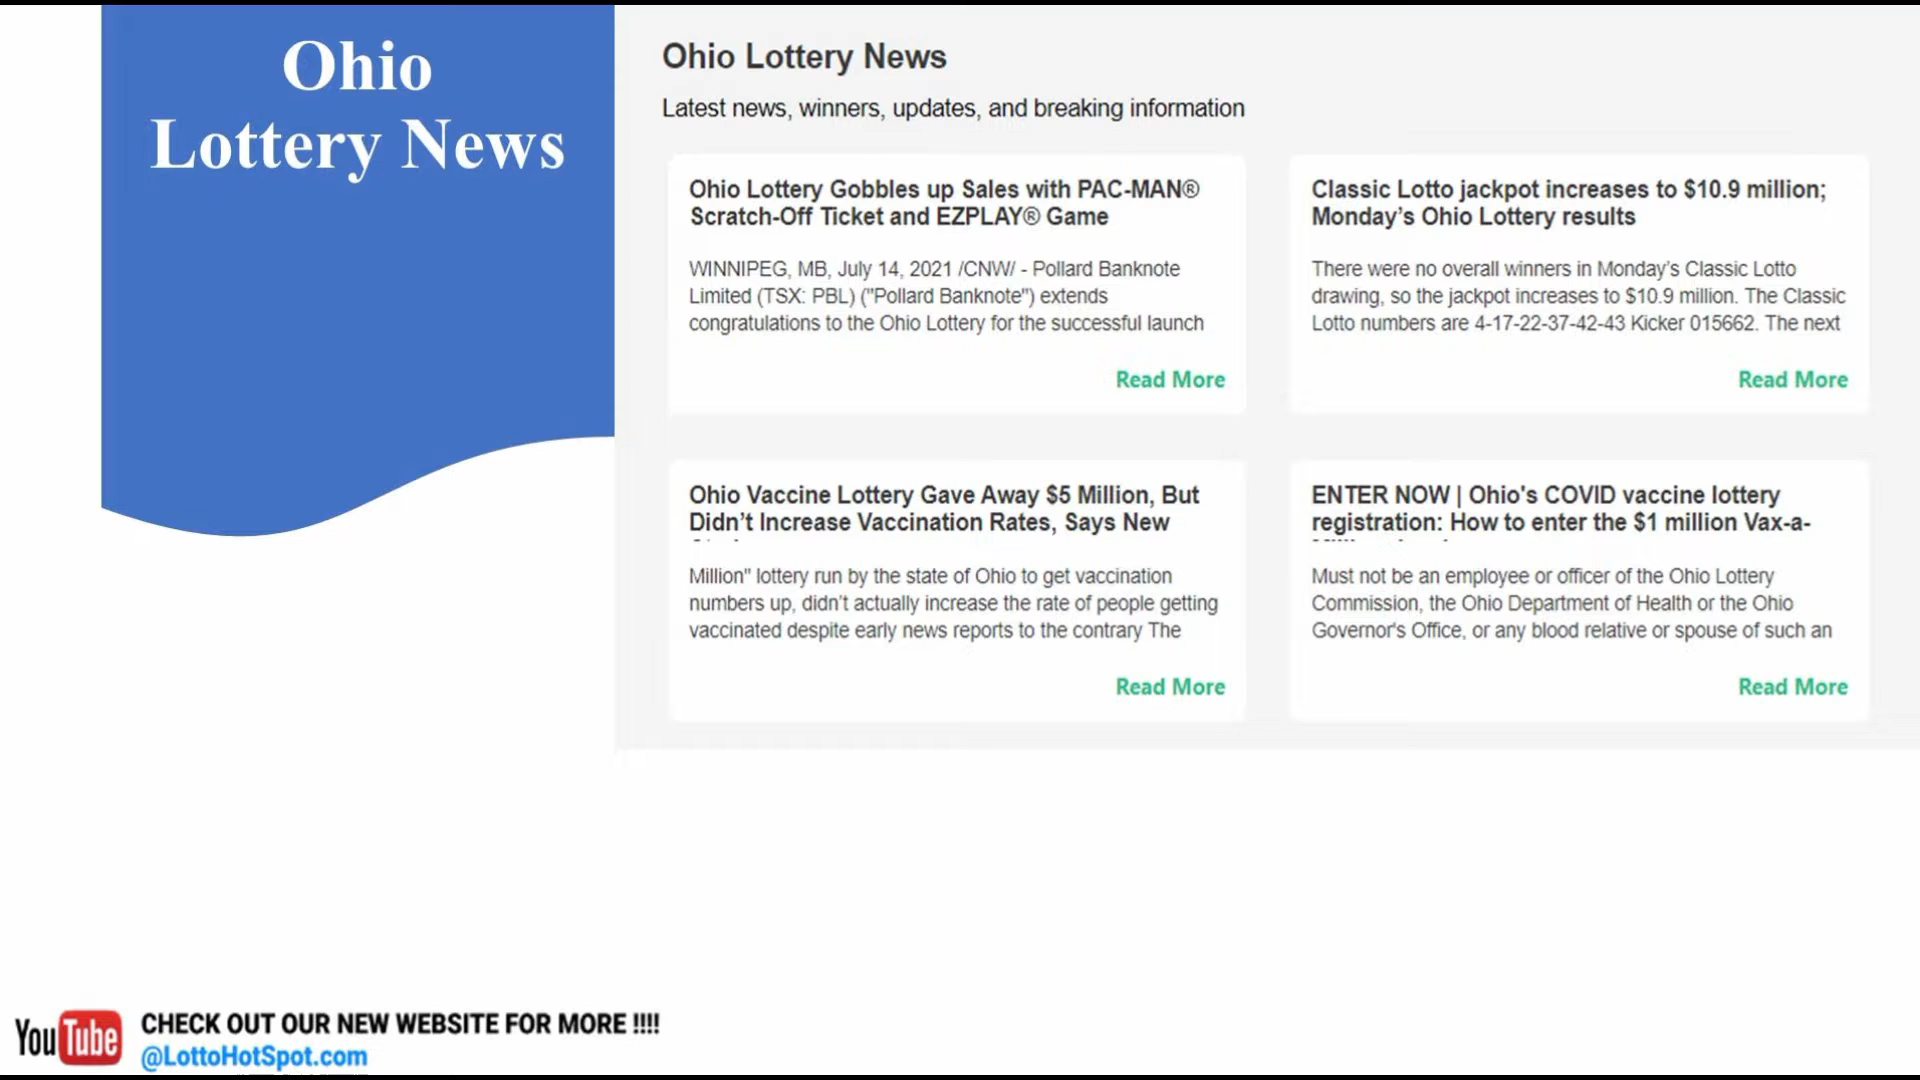 Ohio
Lottery News
Ohio Lottery News
Latest news, winners, updates, and breaking information
Ohio Lottery Gobbles up Sales with PAC-MAN®
Scratch-Off Ticket and EZPLAY® Game
WINNIPEG, MB, July 14, 2021 /CNW/ - Pollard Banknote
Limited (TSX: PBL) ("Pollard Banknote") extends
congratulations to the Ohio Lottery for the successful launch
Read More
Classic Lotto jackpot increases to $10.9 million;
Monday’s Ohio Lottery results
There were no overall winners in Monday’s Classic Lotto
drawing, so the jackpot increases to $10.9 million. The Classic
Lotto numbers are 4-17-22-37-42-43 Kicker 015662. The next
Read More
Ohio Vaccine Lottery Gave Away $5 Million, But
Didn’t Increase Vaccination Rates, Says New
Million" lottery run by the state of Ohio to get vaccination
numbers up, didn’t actually increase the rate of people getting
vaccinated despite early news reports to the contrary The
Read More
ENTER NOW | Ohio's COVID vaccine lottery
registration: How to enter the $1 million Vax-a-
Must not be an employee or officer of the Ohio Lottery
Commission, the Ohio Department of Health or the Ohio
Governor's Office, or any blood relative or spouse of such an
Read More
YouTube
CHECK OUT OUR NEW WEBSITE FOR MORE !!!!
@LottoHotSpot.com